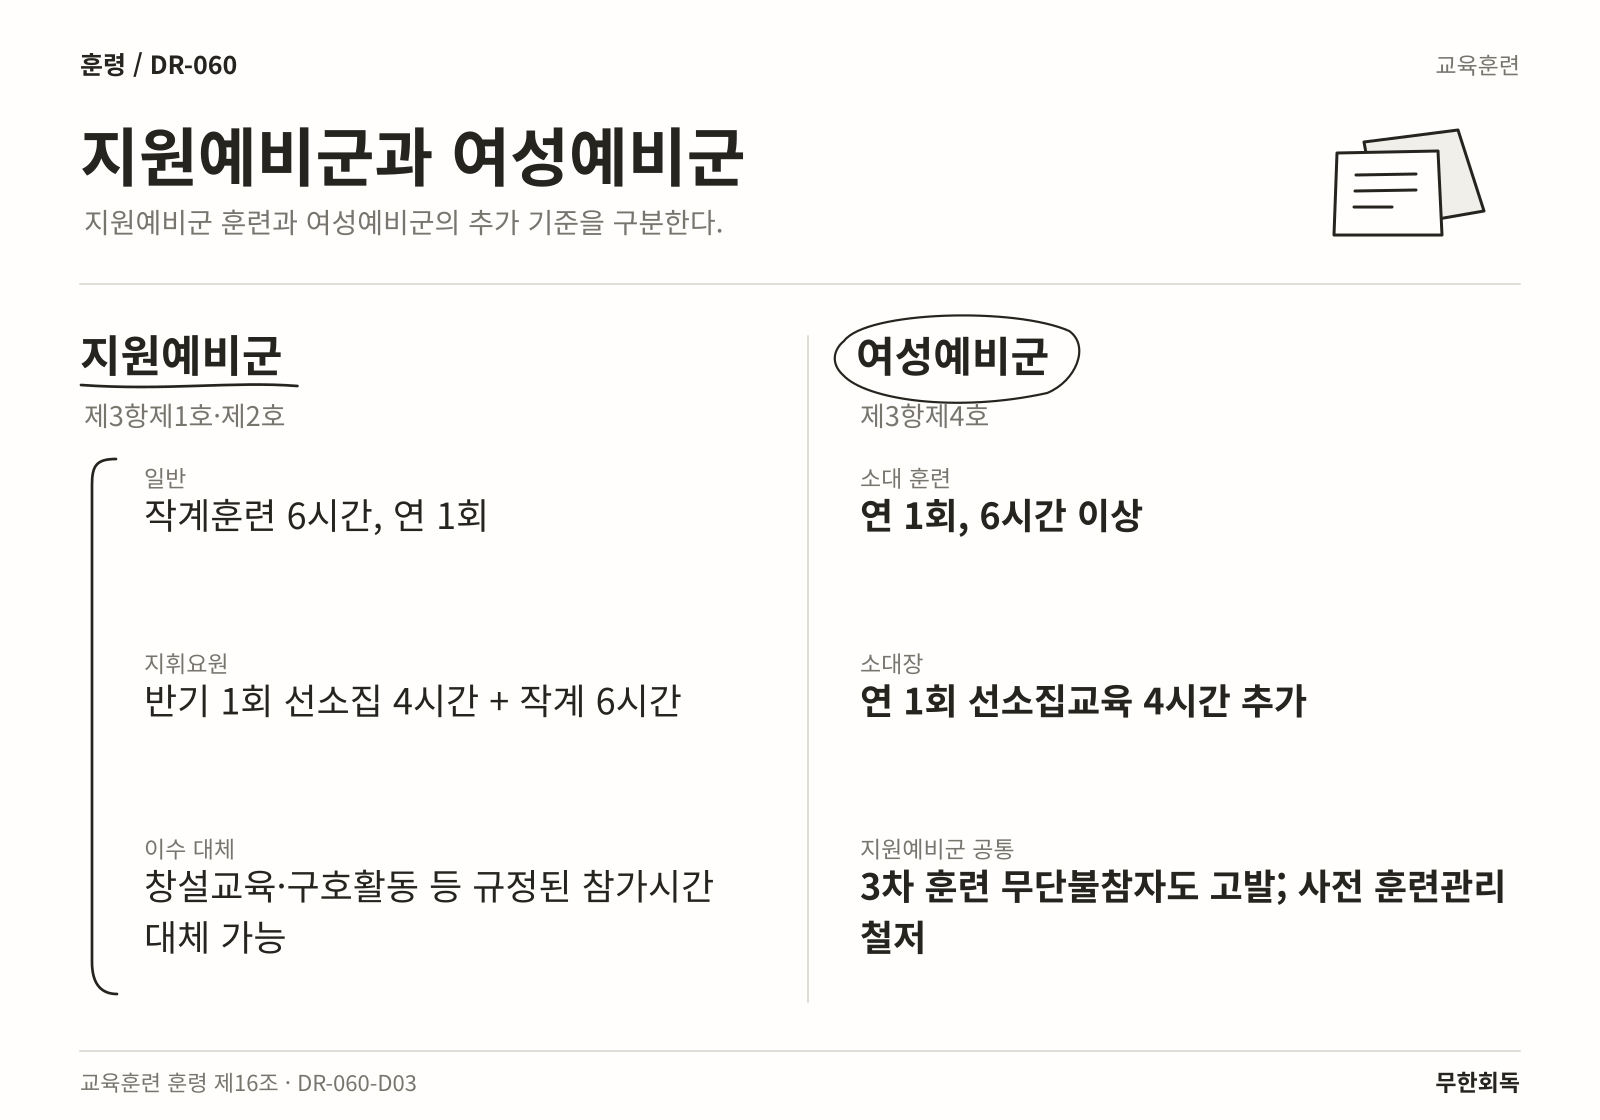 훈령 / DR-060
교육훈련
지원예비군과 여성예비군
지원예비군 훈련과 여성예비군의 추가 기준을 구분한다.
지원예비군
제3항제1호·제2호
일반
작계훈련 6시간, 연 1회
지휘요원
반기 1회 선소집 4시간 + 작계 6시간
이수 대체
창설교육·구호활동 등 규정된 참가시간
대체 가능
여성예비군
제3항제4호
소대 훈련
연 1회, 6시간 이상
소대장
연 1회 선소집교육 4시간 추가
지원예비군 공통
3차 훈련 무단불참자도 고발; 사전 훈련관리
철저
교육훈련 훈령 제16조 · DR-060-D03
무한회독